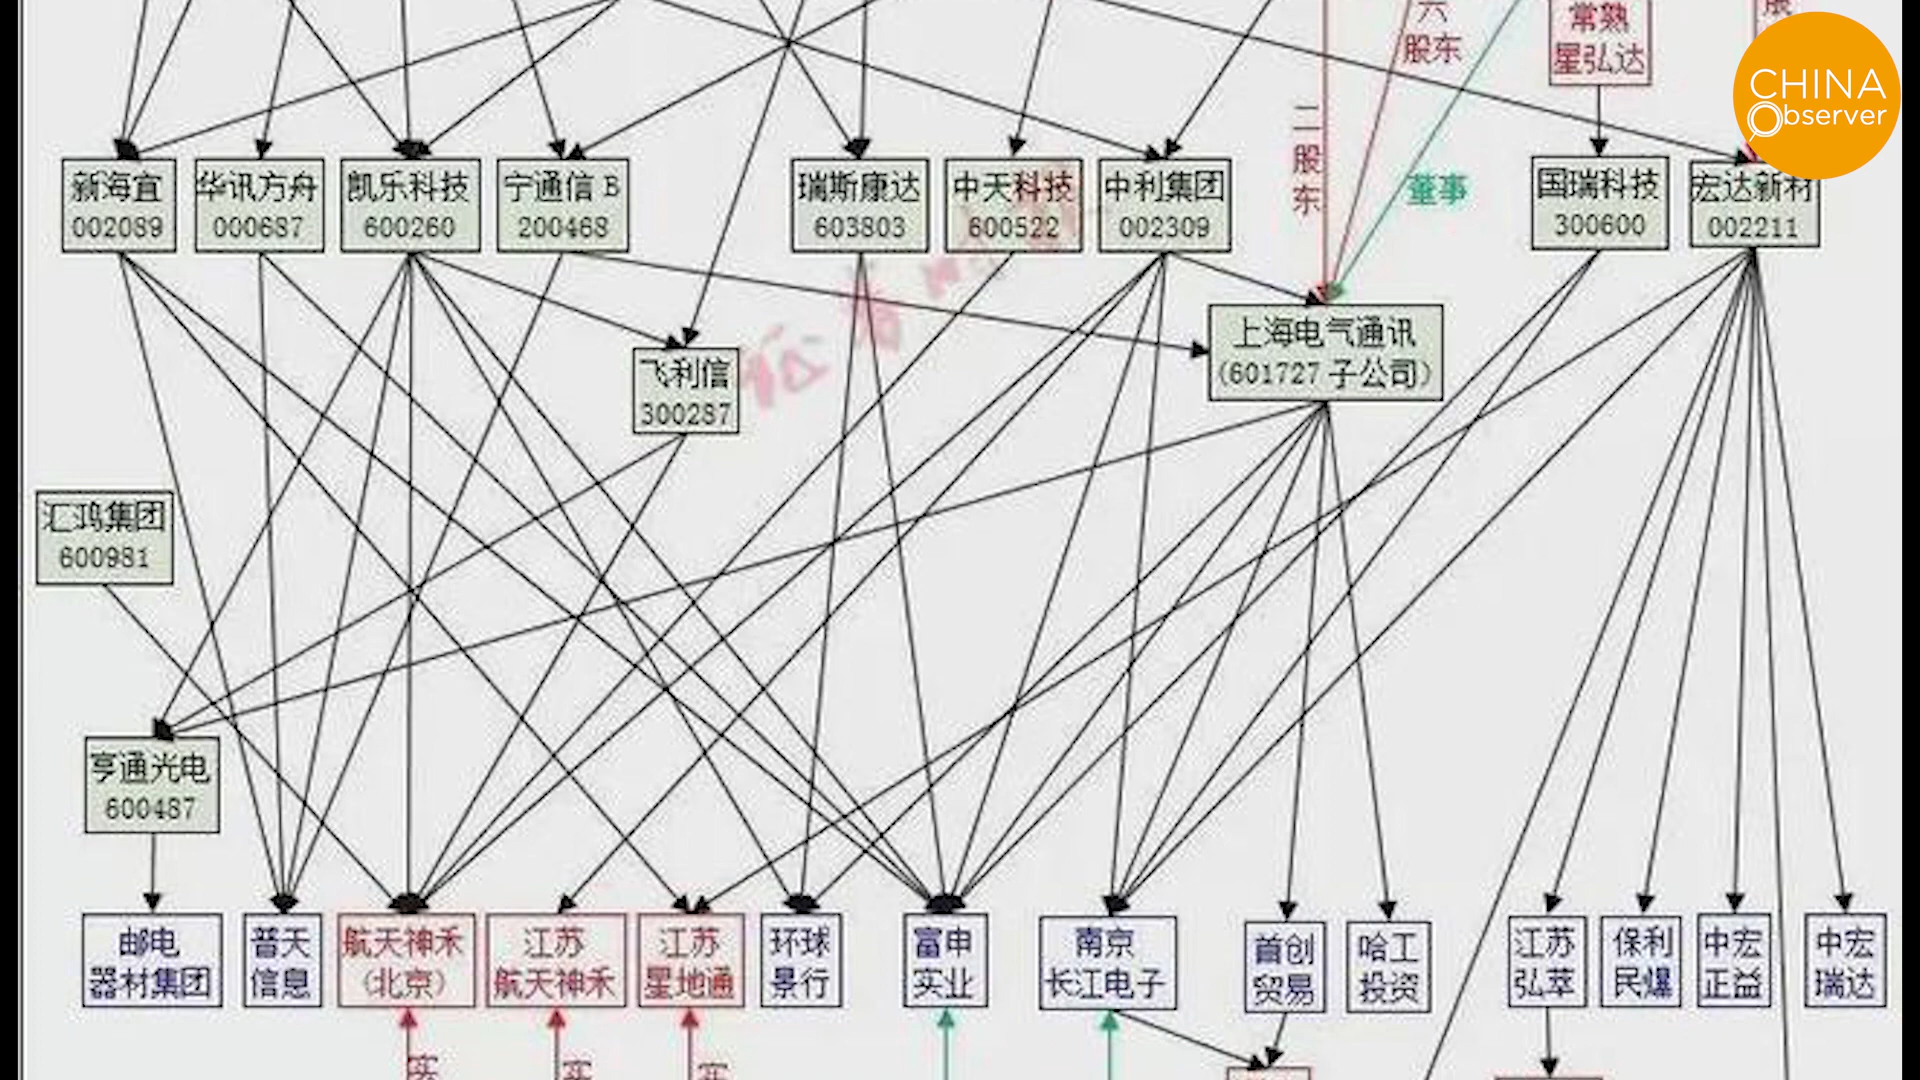 六
股东
常熟
星弘达
股
CHINA
Observer
二
股
东
董事
新海宜
002089
华讯方舟
000687
凯乐科技
600260
宁通信B
200468
瑞斯康达
603803
中天科技
600522
中利集团
002309
国瑞科技
300600
宏达新材
002211
上海电气通讯
(601727子公司)
飞利信
300287
汇鸿集团
600981
亨通光电
600487
邮电
器材集团
普天
信息
航天神禾
(北京)
江苏
航天神禾
江苏
星地通
环球
景行
富申
实业
南京
长江电子
首创
贸易
哈工
投资
江苏
弘萃
保利
民爆
中宏
正益
中宏
瑞达
实
实
实